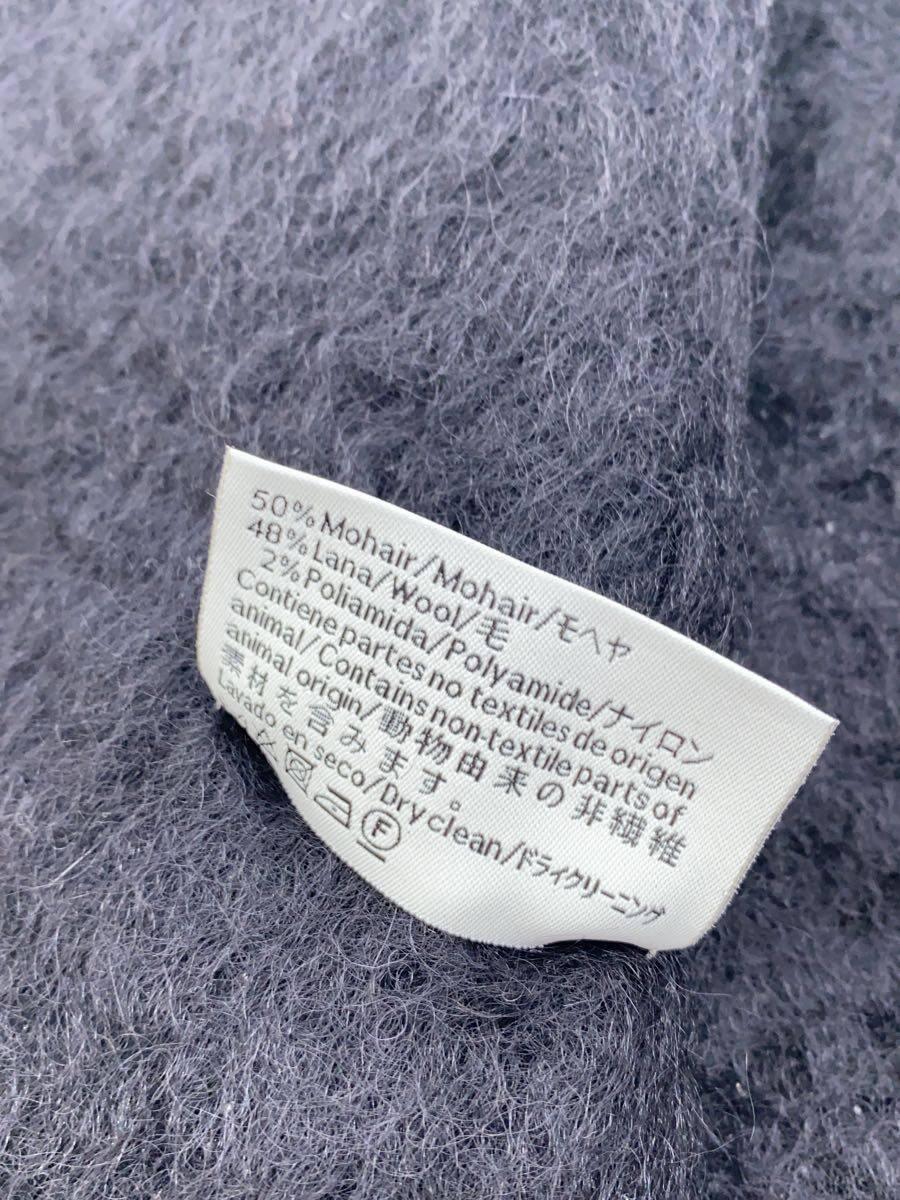 50% Mohair/Mohair/モヘヤ
48% Lana/Wool/毛
2% Poliamida/Polyamide/ナイロン
Contiene partes no textiles de origen
animal/Contains non-textile parts of
animal origin/動物由来の非繊維
素材を含みます。
Lavado en seco/Dry clean/ドライクリーニング
F